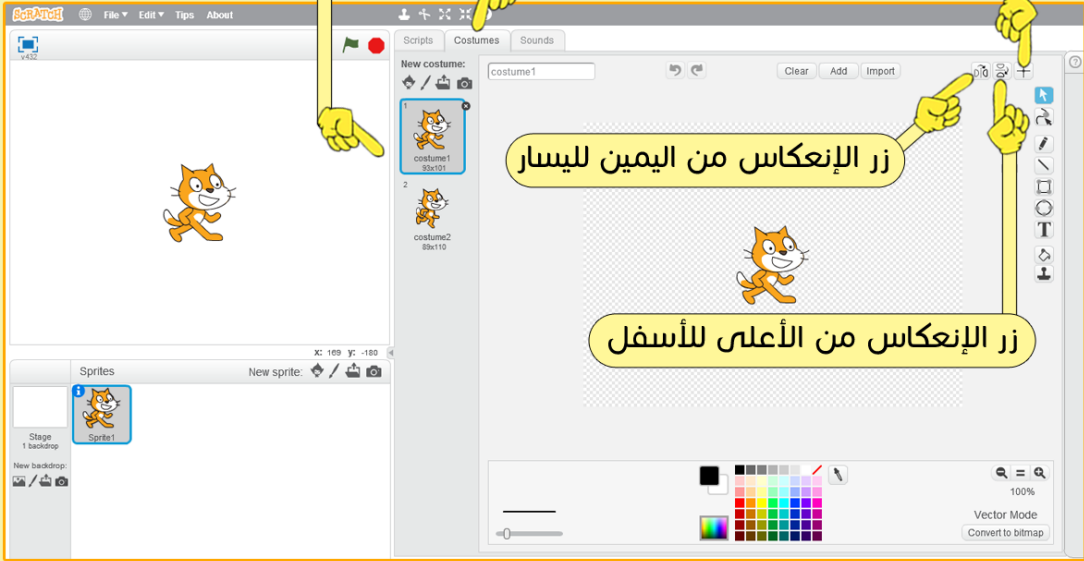 SCRATCH File Edit Tips About
v432
Scripts Costumes Sounds
New costume:
costume1
Clear Add Import
1
costume1
93x101
2
costume2
89x110
زر الإنعكاس من اليمين لليسار
زر الإنعكاس من الأعلى للأسفل
T
?
X: 169 y: -180
Sprites New sprite:
Stage
1 backdrop
Sprite1
New backdrop:
100%
Vector Mode
Convert to bitmap